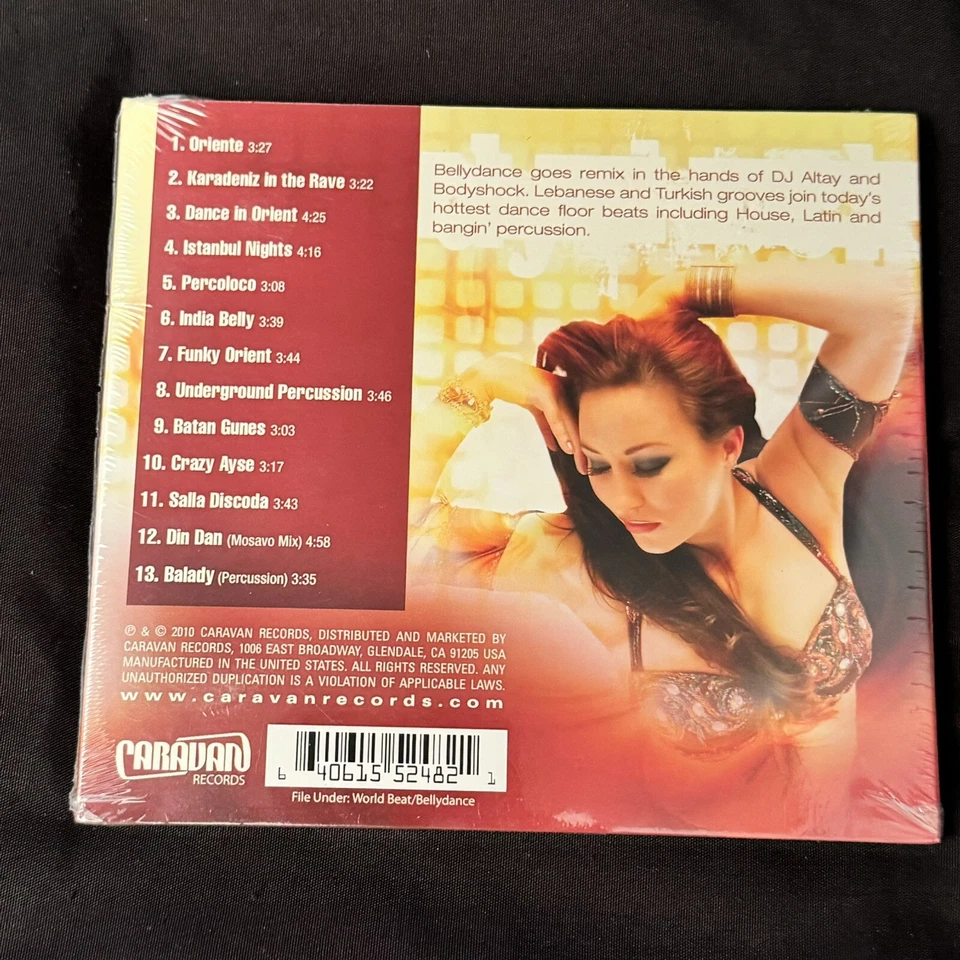 1. Oriente 3:27
2. Karadeniz in the Rave 3:22
3. Dance in Orient 4:25
4. Istanbul Nights 4:16
5. Percoloco 3:08
6. India Belly 3:39
7. Funky Orient 3:44
8. Underground Percussion 3:46
9. Batan Gunes 3:03
10. Crazy Ayse 3:17
11. Salla Discoda 3:43
12. Din Dan (Mosavo Mix) 4:58
13. Balady (Percussion) 3:35
Bellydance goes remix in the hands of DJ Altay and
Bodyshock. Lebanese and Turkish grooves join today's
hottest dance floor beats including House, Latin and
bangin' percussion.
℗ & © 2010 CARAVAN RECORDS, DISTRIBUTED AND MARKETED BY
CARAVAN RECORDS, 1006 EAST BROADWAY, GLENDALE, CA 91205 USA
MANUFACTURED IN THE UNITED STATES. ALL RIGHTS RESERVED. ANY
UNAUTHORIZED DUPLICATION IS A VIOLATION OF APPLICABLE LAWS.
www.caravanrecords.com
CARAVAN
RECORDS
6 40615 52482 1
File Under: World Beat/Bellydance